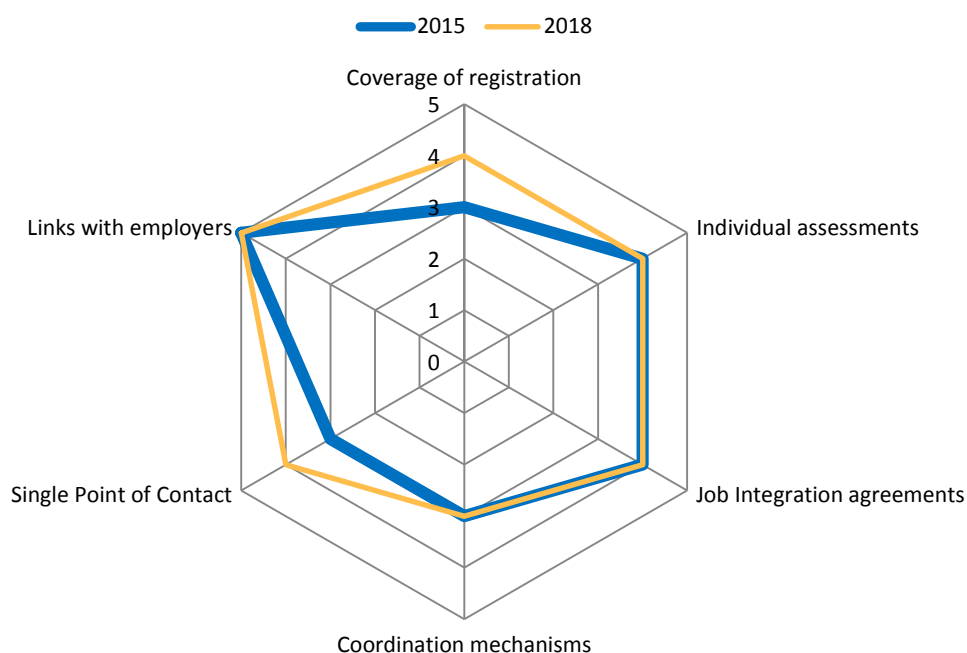 2015 2018
Coverage of registration
5
4
3
2
1
0
Links with employers
Individual assessments
Single Point of Contact
Job Integration agreements
Coordination mechanisms